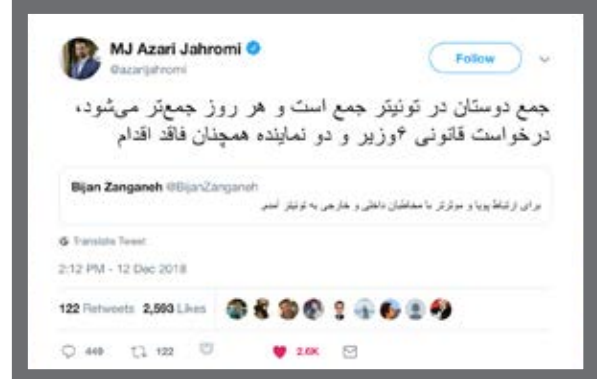 MJ Azari Jahromi
@azarijahromi
Follow
جمع دوستان در توئیتر جمع است و هر روز جمع‌تر می‌شود،
درخواست قانونی ۶وزیر و دو نماینده همچنان فاقد اقدام
Bijan Zanganeh @BijanZanganeh
برای ارتباط پویا و موثرتر با مخاطبان داخلی و خارجی به توئیتر آمدم.
G Translate Tweet
2:12 PM - 12 Dec 2018
122 Retweets 2,593 Likes
449 122 2.6K